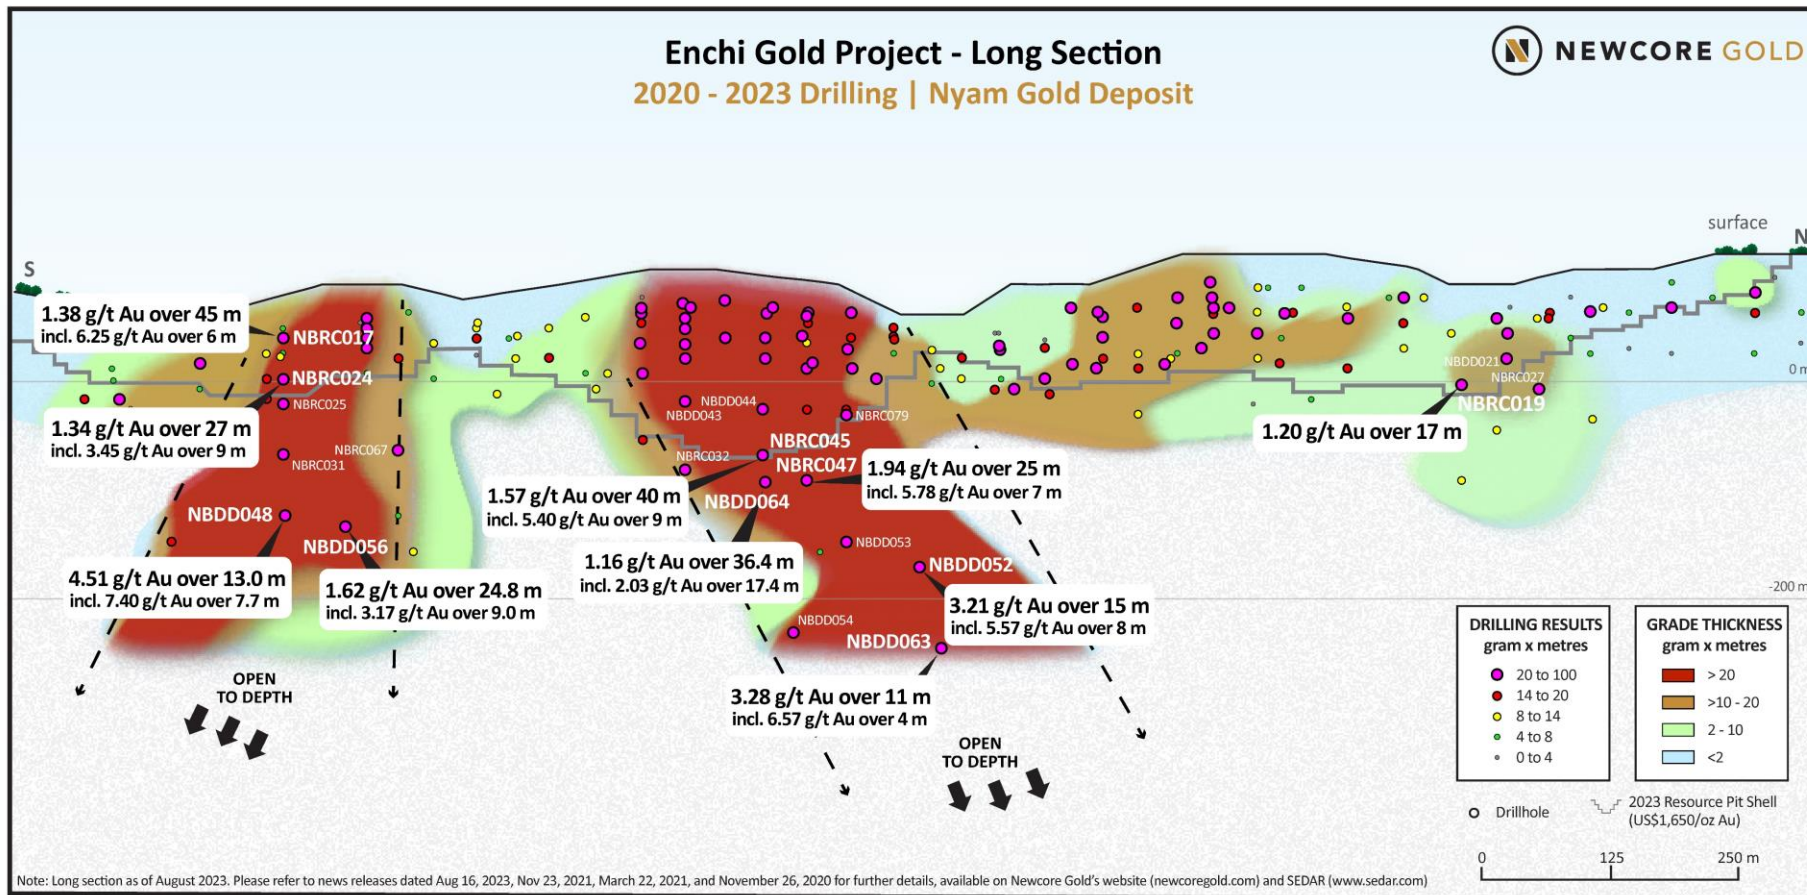 Enchi Gold Project - Long Section
2020 - 2023 Drilling | Nyam Gold Deposit
NEWCORE GOLD
surface
S
N
1.38 g/t Au over 45 m
incl. 6.25 g/t Au over 6 m
NBRC017
NBRC024
NBRC025
1.34 g/t Au over 27 m
incl. 3.45 g/t Au over 9 m
NBRC031
NBRC067
NBDD048
NBDD056
4.51 g/t Au over 13.0 m
incl. 7.40 g/t Au over 7.7 m
1.62 g/t Au over 24.8 m
incl. 3.17 g/t Au over 9.0 m
OPEN
TO DEPTH
NBDD044
NBDD043
NBRC079
NBRC045
NBRC032
NBRC047
1.94 g/t Au over 25 m
incl. 5.78 g/t Au over 7 m
1.57 g/t Au over 40 m
incl. 5.40 g/t Au over 9 m
NBDD064
NBDD053
1.16 g/t Au over 36.4 m
incl. 2.03 g/t Au over 17.4 m
NBDD052
3.21 g/t Au over 15 m
incl. 5.57 g/t Au over 8 m
NBDD054
NBDD063
3.28 g/t Au over 11 m
incl. 6.57 g/t Au over 4 m
OPEN
TO DEPTH
NBDD021
NBRC027
NBRC019
1.20 g/t Au over 17 m
0 m
-200 m
DRILLING RESULTS
gram x metres
20 to 100
14 to 20
8 to 14
4 to 8
0 to 4
GRADE THICKNESS
gram x metres
> 20
>10 - 20
2 - 10
<2
Drillhole
2023 Resource Pit Shell
(US$1,650/oz Au)
0 125 250 m
Note: Long section as of August 2023. Please refer to news releases dated Aug 16, 2023, Nov 23, 2021, March 22, 2021, and November 26, 2020 for further details, available on Newcore Gold's website (newcoregold.com) and SEDAR (www.sedar.com)